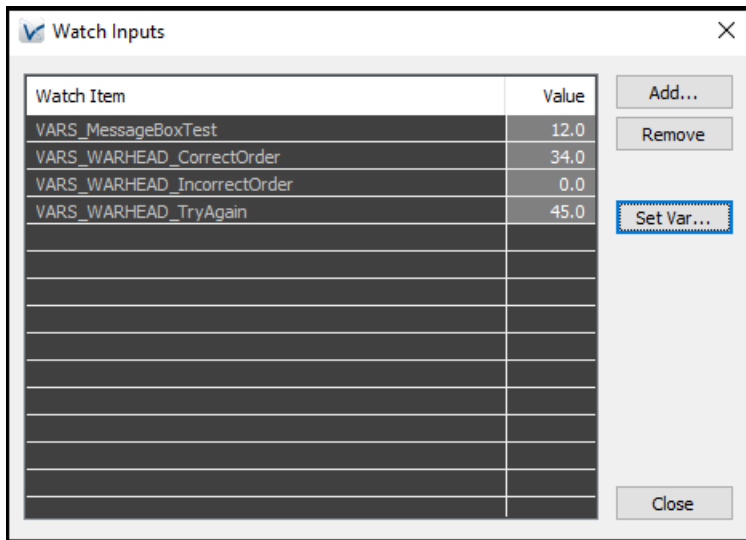 Watch Inputs
Watch Item Value
VARS_MessageBoxTest 12.0
VARS_WARHEAD_CorrectOrder 34.0
VARS_WARHEAD_IncorrectOrder 0.0
VARS_WARHEAD_TryAgain 45.0
Add...
Remove
Set Var...
Close